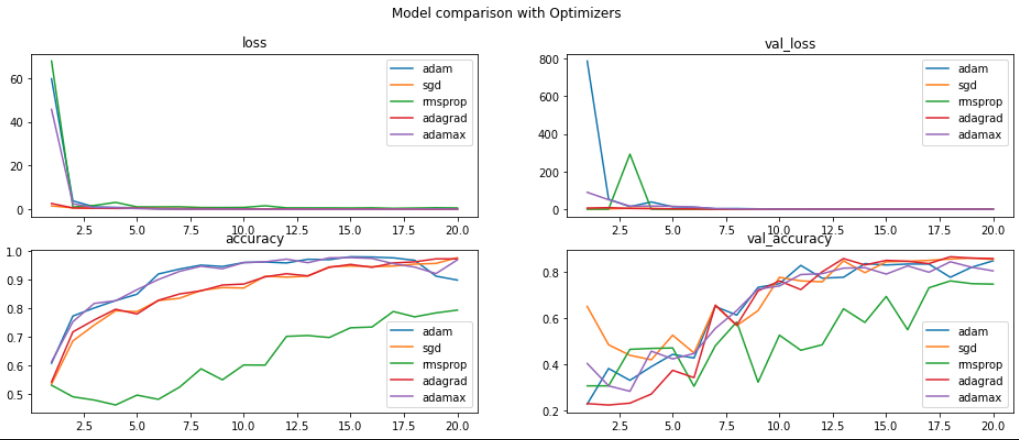 Model comparison with Optimizers
loss
60
40
20
0
2.5 5.0 7.5 10.0 12.5 15.0 17.5 20.0
adam
sgd
rmsprop
adagrad
adamax
val_loss
800
600
400
200
0
2.5 5.0 7.5 10.0 12.5 15.0 17.5 20.0
adam
sgd
rmsprop
adagrad
adamax
accuracy
1.0
0.9
0.8
0.7
0.6
0.5
2.5 5.0 7.5 10.0 12.5 15.0 17.5 20.0
adam
sgd
rmsprop
adagrad
adamax
val_accuracy
0.8
0.6
0.4
0.2
2.5 5.0 7.5 10.0 12.5 15.0 17.5 20.0
adam
sgd
rmsprop
adagrad
adamax